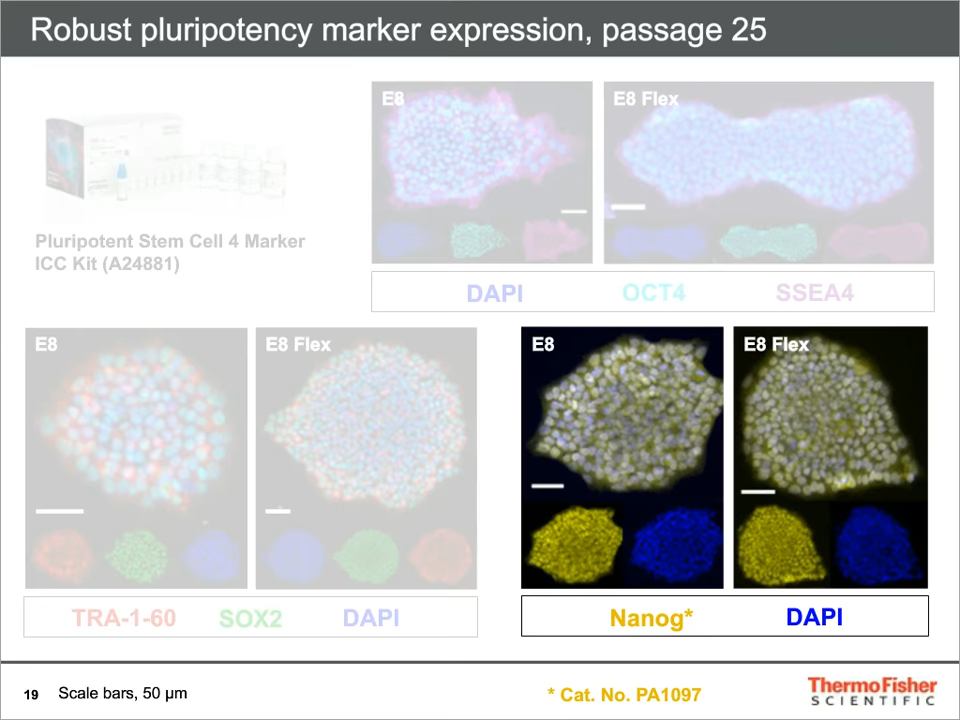 Robust pluripotency marker expression, passage 25
E8
E8 Flex
Pluripotent Stem Cell 4 Marker
ICC Kit (A24881)
DAPI OCT4 SSEA4
E8
E8 Flex
E8
E8 Flex
TRA-1-60 SOX2 DAPI
Nanog* DAPI
19 Scale bars, 50 µm
* Cat. No. PA1097
ThermoFisher
SCIENTIFIC